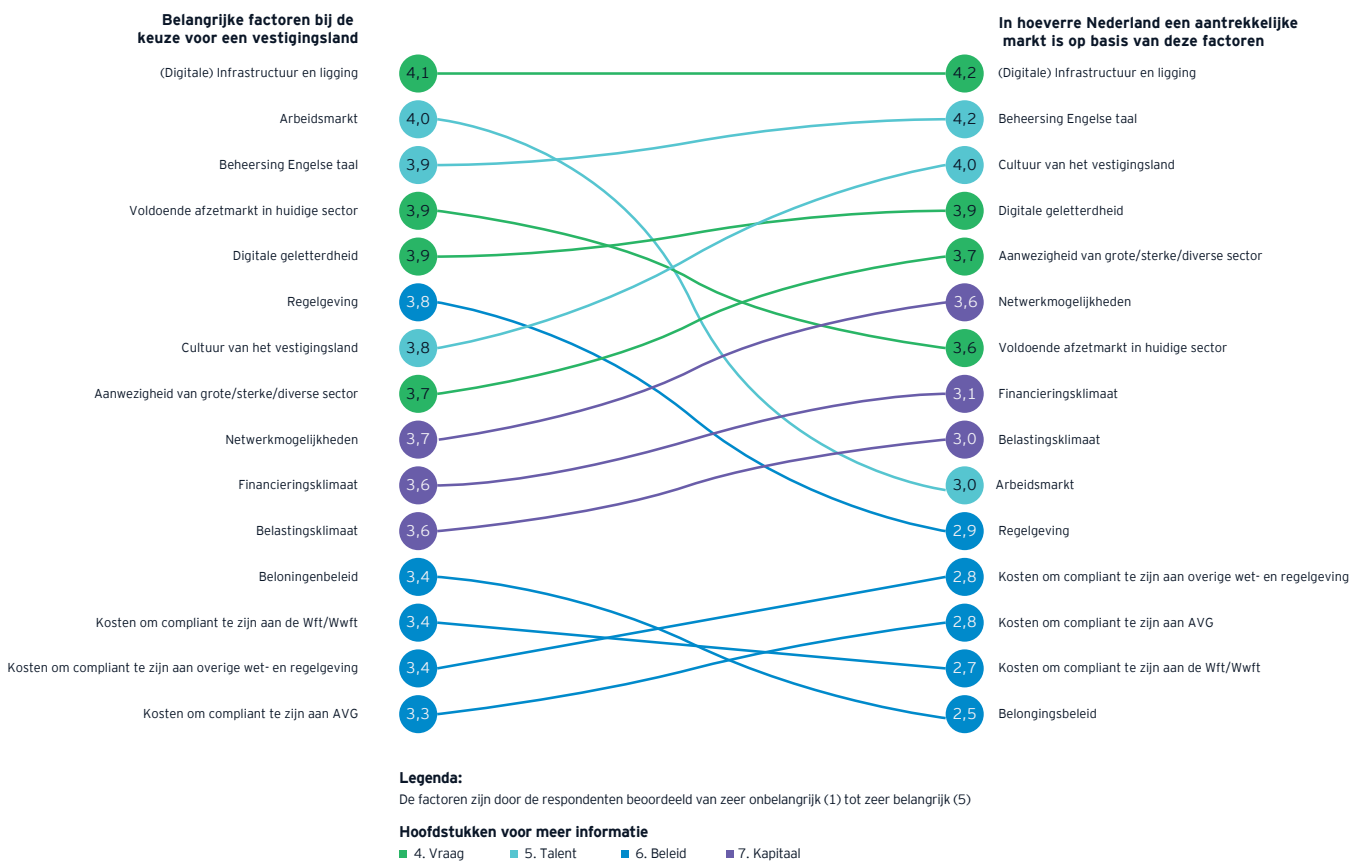 Belangrijke factoren bij de
keuze voor een vestigingsland
In hoeverre Nederland een aantrekkelijke
markt is op basis van deze factoren
(Digitale) Infrastructuur en ligging 4,1 4,2 (Digitale) Infrastructuur en ligging
Arbeidsmarkt 4,0 4,2 Beheersing Engelse taal
Beheersing Engelse taal 3,9 4,0 Cultuur van het vestigingsland
Voldoende afzetmarkt in huidige sector 3,9 3,9 Digitale geletterdheid
Digitale geletterdheid 3,9 3,7 Aanwezigheid van grote/sterke/diverse sector
Regelgeving 3,8 3,6 Netwerkmogelijkheden
Cultuur van het vestigingsland 3,8 3,6 Voldoende afzetmarkt in huidige sector
Aanwezigheid van grote/sterke/diverse sector 3,7 3,1 Financieringsklimaat
Netwerkmogelijkheden 3,7 3,0 Belastingsklimaat
Financieringsklimaat 3,6 3,0 Arbeidsmarkt
Belastingsklimaat 3,6 2,9 Regelgeving
Beloningenbeleid 3,4 2,8 Kosten om compliant te zijn aan overige wet- en regelgeving
Kosten om compliant te zijn aan de Wft/Wwft 3,4 2,8 Kosten om compliant te zijn aan AVG
Kosten om compliant te zijn aan overige wet- en regelgeving 3,4 2,7 Kosten om compliant te zijn aan de Wft/Wwft
Kosten om compliant te zijn aan AVG 3,3 2,5 Belongingsbeleid
Legenda:
De factoren zijn door de respondenten beoordeeld van zeer onbelangrijk (1) tot zeer belangrijk (5)
Hoofdstukken voor meer informatie
4. Vraag 5. Talent 6. Beleid 7. Kapitaal